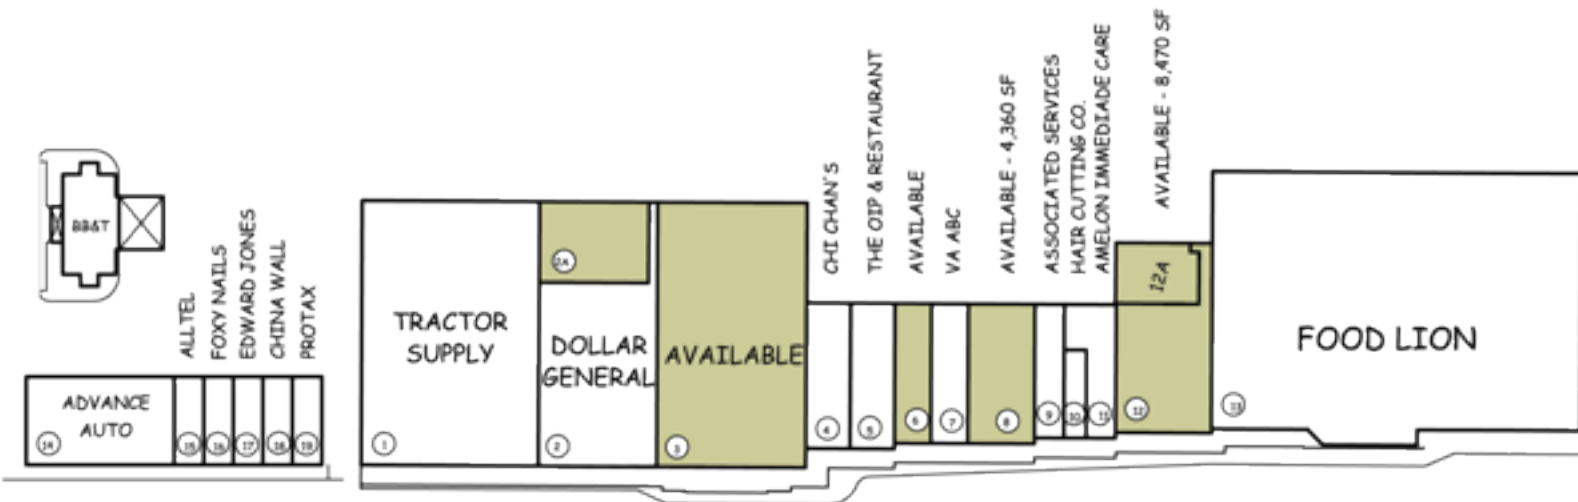 BB&T
ALLTEL
FOXY NAILS
EDWARD JONES
CHINA WALL
PROTAX
ADVANCE
AUTO
14
15
16
17
18
19
TRACTOR
SUPPLY
1
2A
DOLLAR
GENERAL
2
AVAILABLE
3
CHI CHAN'S
THE OIP & RESTAURANT
AVAILABLE
VA ABC
AVAILABLE - 4,360 SF
ASSOCIATED SERVICES
HAIR CUTTING CO.
AMELON IMMEDIADE CARE
AVAILABLE - 8,470 SF
4
5
6
7
8
9
10
11
12A
12
FOOD LION
13